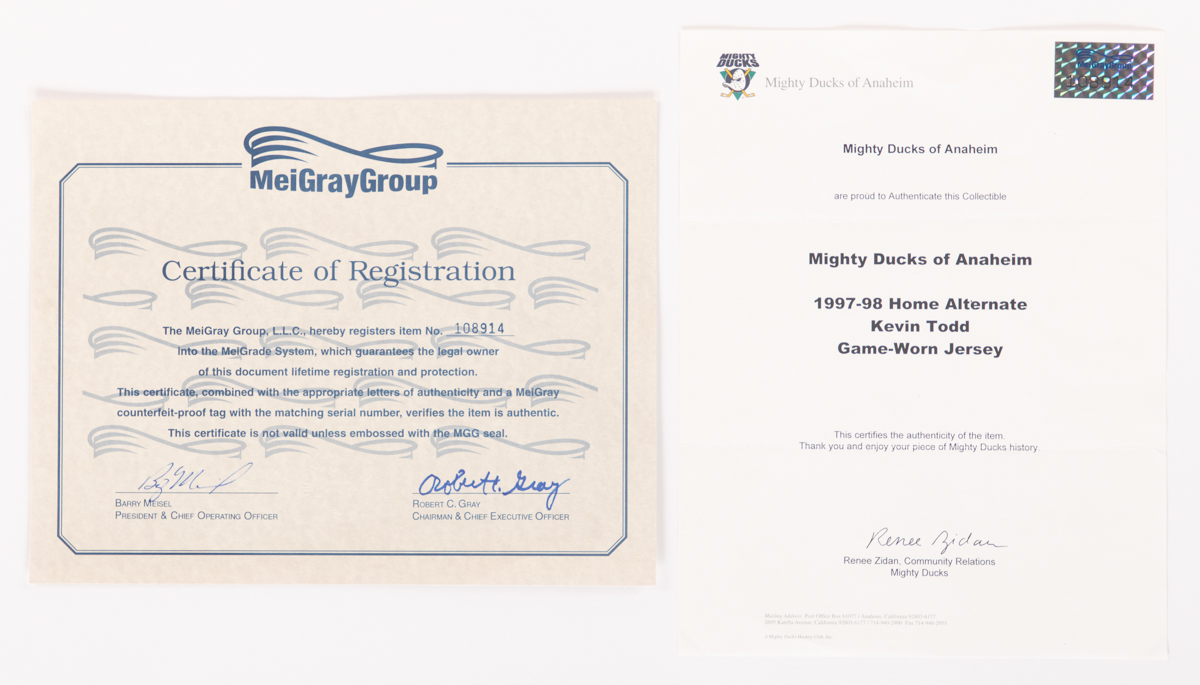 MeiGrayGroup
Certificate of Registration
The MeiGray Group, L.L.C., hereby registers item No. 108914
Into the MeiGrade System, which guarantees the legal owner
of this document lifetime registration and protection.
This certificate, combined with the appropriate letters of authenticity and a MeiGray
counterfeit-proof tag with the matching serial number, verifies the item is authentic.
This certificate is not valid unless embossed with the MGG seal.
Robert C. Gray
BARRY MEISEL
PRESIDENT & CHIEF OPERATING OFFICER
ROBERT C. GRAY
CHAIRMAN & CHIEF EXECUTIVE OFFICER
MIGHTY
DUCKS
Mighty Ducks of Anaheim
MeiGrayGroup
108914
Mighty Ducks of Anaheim
are proud to Authenticate this Collectible
Mighty Ducks of Anaheim
1997-98 Home Alternate
Kevin Todd
Game-Worn Jersey
This certifies the authenticity of the item.
Thank you and enjoy your piece of Mighty Ducks history.
Renee Zidan
Renee Zidan, Community Relations
Mighty Ducks